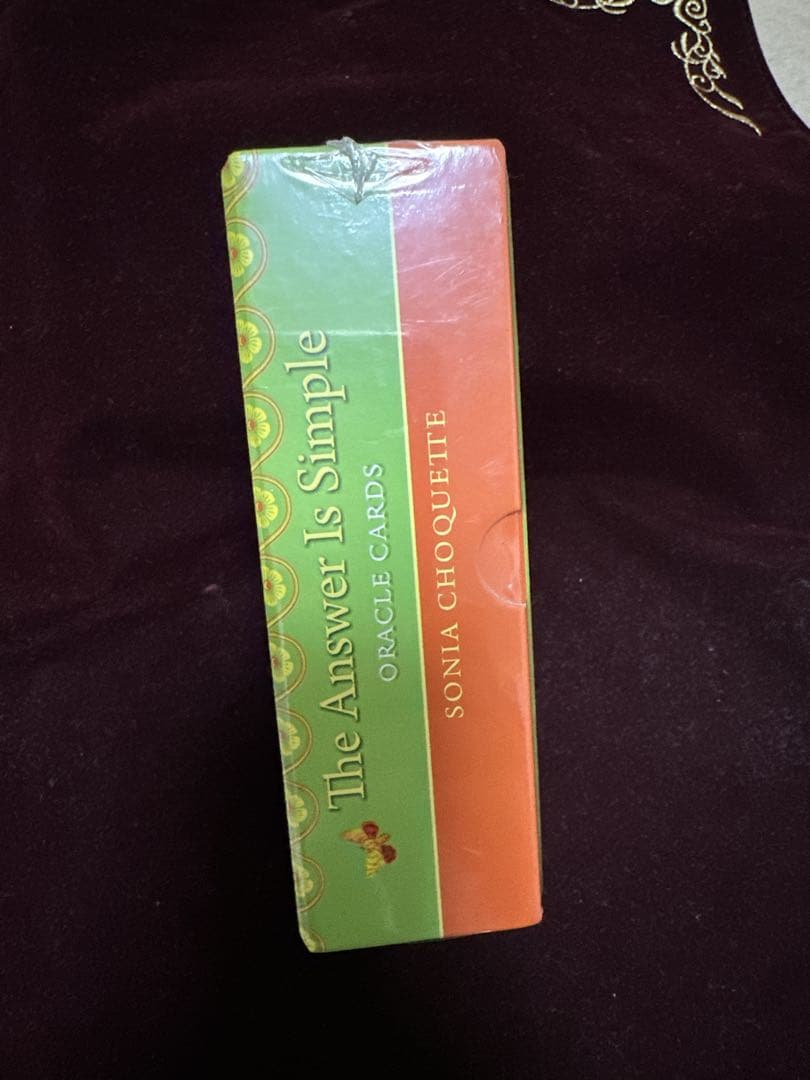 The Answer Is Simple
ORACLE CARDS
SONIA CHOQUETTE